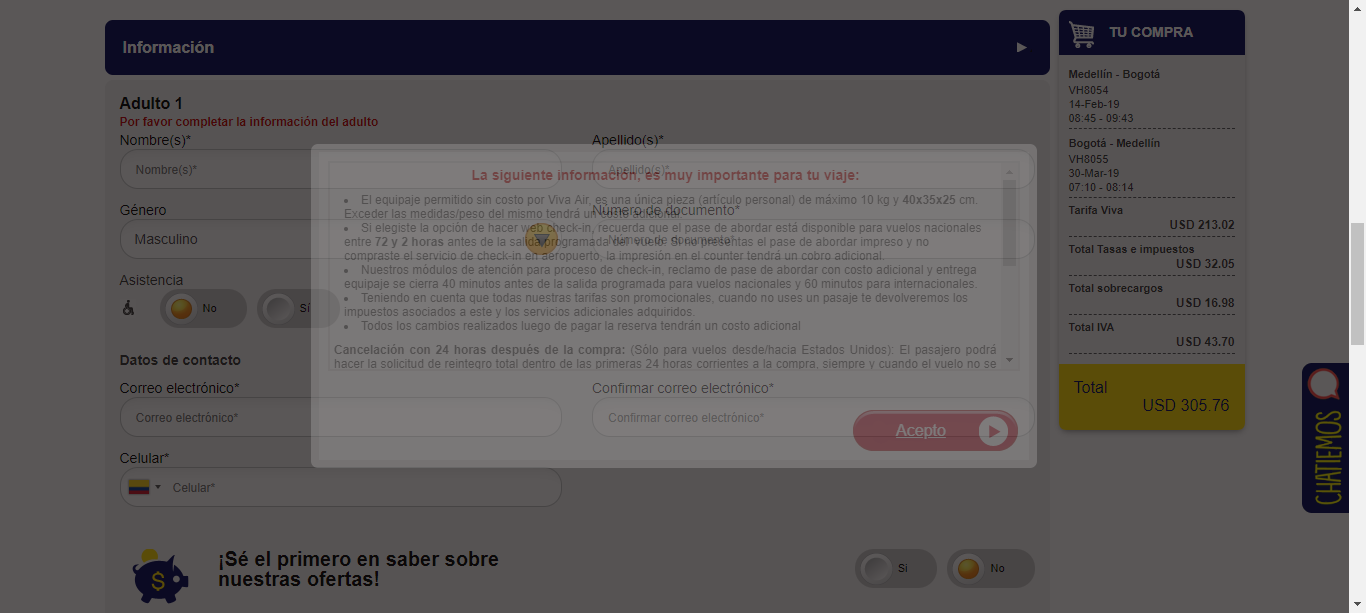 Información
TU COMPRA
Medellín - Bogotá
VH8054
14-Feb-19
08:45 - 09:43
Bogotá - Medellín
VH8055
30-Mar-19
07:10 - 08:14
Tarifa Viva
USD 213.02
Total Tasas e impuestos
USD 32.05
Total sobrecargos
USD 16.98
Total IVA
USD 43.70
Total
USD 305.76
Adulto 1
Por favor completar la información del adulto
Nombre(s)*
Apellido(s)*
Nombre(s)*
Apellido(s)*
Género
Número de documento*
Masculino
Número de documento*
Asistencia
No
Sí
Datos de contacto
Correo electrónico*
Confirmar correo electrónico*
Correo electrónico*
Confirmar correo electrónico*
Celular*
Celular*
La siguiente información, es muy importante para tu viaje:
• El equipaje permitido sin costo por Viva Air, es una única pieza (artículo personal) de máximo 10 kg y 40x35x25 cm.
Exceder las medidas/peso del mismo tendrá un costo adicional.
• Si elegiste la opción de hacer web check-in, recuerda que el pase de abordar está disponible para vuelos nacionales
entre 72 y 2 horas antes de la salida programada del vuelo. Si no presentas el pase de abordar impreso y no
compraste el servicio de check-in en aeropuerto, la impresión en el counter tendrá un cobro adicional.
• Nuestros módulos de atención para proceso de check-in, reclamo de pase de abordar con costo adicional y entrega
equipaje se cierra 40 minutos antes de la salida programada para vuelos nacionales y 60 minutos para internacionales.
• Teniendo en cuenta que todas nuestras tarifas son promocionales, cuando no uses un pasaje te devolveremos los
impuestos asociados a este y los servicios adicionales adquiridos.
• Todos los cambios realizados luego de pagar la reserva tendrán un costo adicional
Cancelación con 24 horas después de la compra: (Sólo para vuelos desde/hacia Estados Unidos): El pasajero podrá
hacer la solicitud de reintegro total dentro de las primeras 24 horas corrientes a la compra, siempre y cuando el vuelo no se
Acepto
CHATIEMOS
$
¡Sé el primero en saber sobre
nuestras ofertas!
Si
No